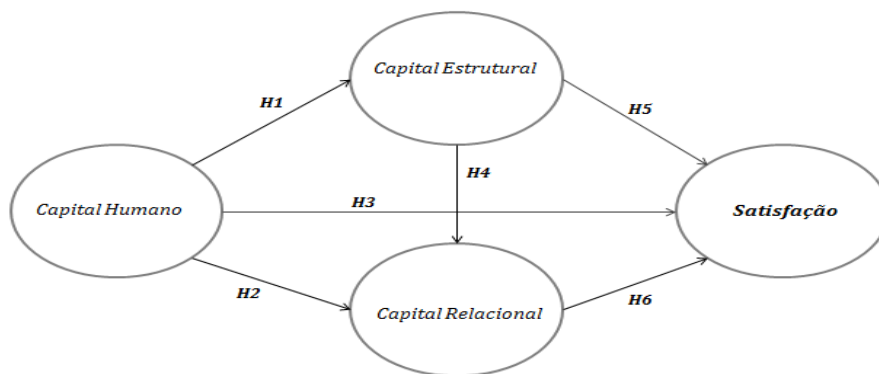 Capital Estrutural
H1
H5
H4
Capital Humano
H3
Satisfação
H2
Capital Relacional
H6